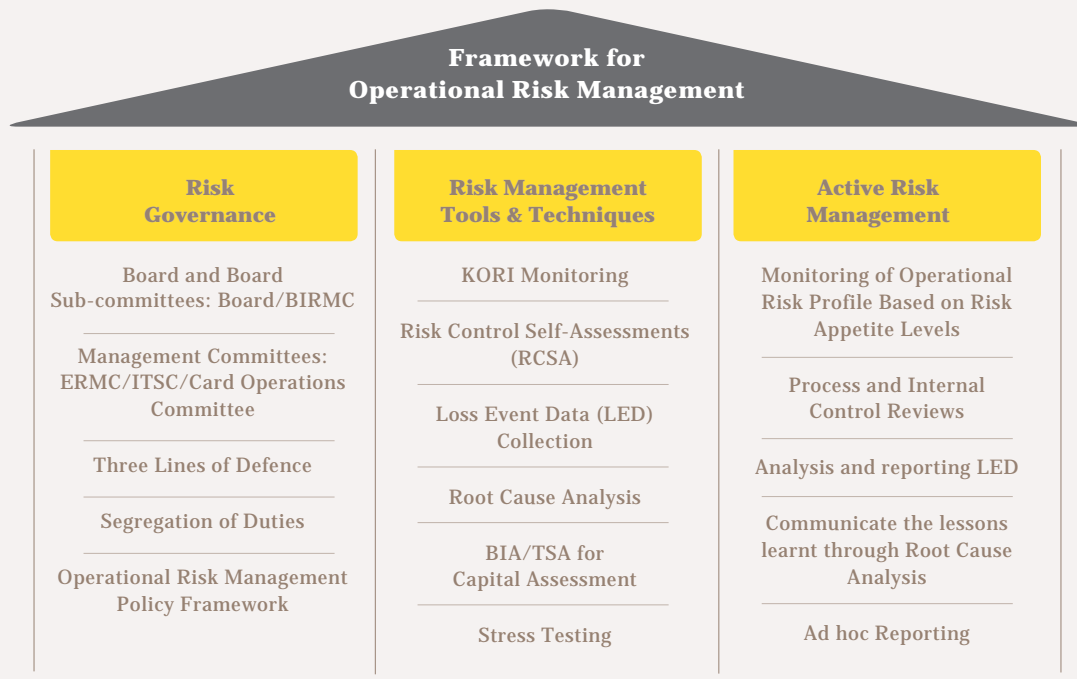 Framework for
Operational Risk Management
Risk
Governance
Board and Board
Sub-committees: Board/BIRMC
Management Committees:
ERMC/ITSC/Card Operations
Committee
Three Lines of Defence
Segregation of Duties
Operational Risk Management
Policy Framework
Risk Management
Tools & Techniques
KORI Monitoring
Risk Control Self-Assessments
(RCSA)
Loss Event Data (LED)
Collection
Root Cause Analysis
BIA/TSA for
Capital Assessment
Stress Testing
Active Risk
Management
Monitoring of Operational
Risk Profile Based on Risk
Appetite Levels
Process and Internal
Control Reviews
Analysis and reporting LED
Communicate the lessons
learnt through Root Cause
Analysis
Ad hoc Reporting